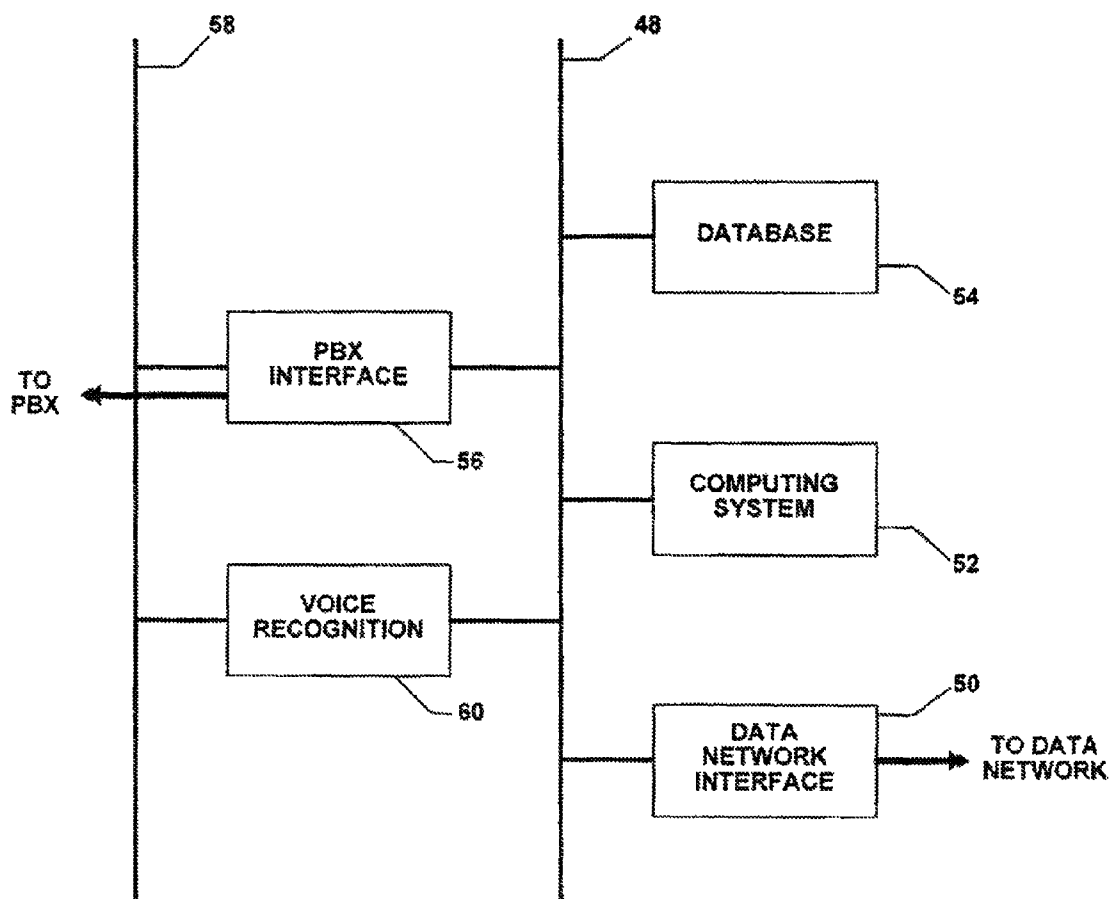 58
48
DATABASE
54
PBX
INTERFACE
TO
PBX
56
COMPUTING
SYSTEM
52
VOICE
RECOGNITION
60
50
DATA
NETWORK
INTERFACE
TO DATA
NETWORK